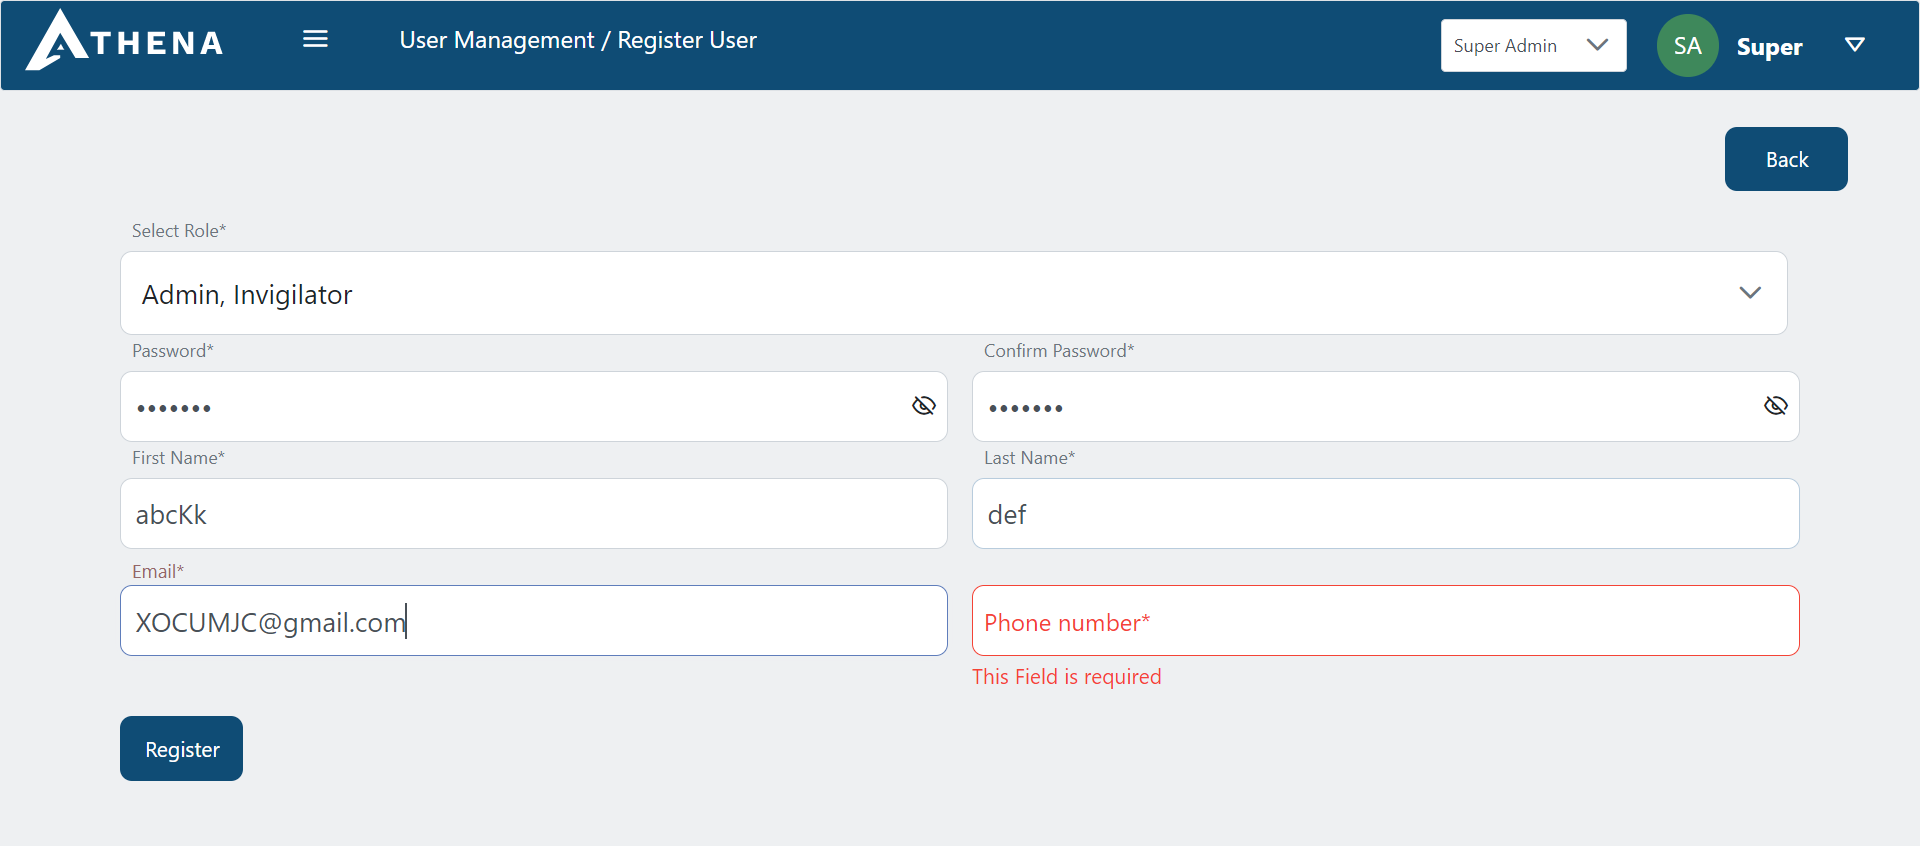 ATHENA
User Management / Register User
Super Admin
SA
Super
Back
Select Role*
Admin, Invigilator
Password*
Confirm Password*
•••••••
•••••••
First Name*
Last Name*
abcKk
def
Email*
XOCUMJC@gmail.com
Phone number*
This Field is required
Register